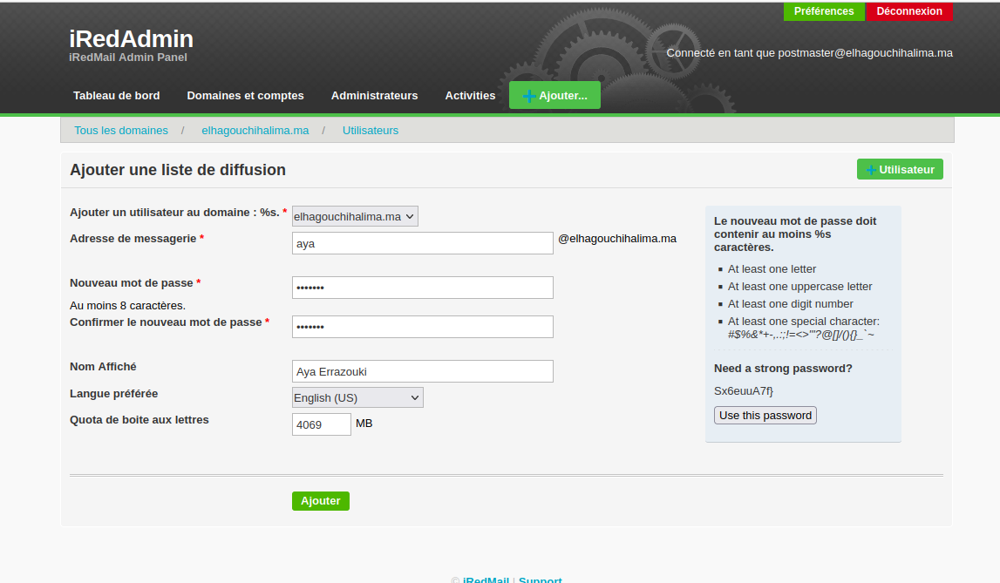 Préférences Déconnexion
iRedAdmin
iRedMail Admin Panel
Connecté en tant que postmaster@elhagouchihalima.ma
Tableau de bord Domaines et comptes Administrateurs Activities + Ajouter...
Tous les domaines / elhagouchihalima.ma / Utilisateurs
Ajouter une liste de diffusion
+ Utilisateur
Ajouter un utilisateur au domaine : %s. * elhagouchihalima.ma
Adresse de messagerie * aya @elhagouchihalima.ma
Nouveau mot de passe * •••••••
Au moins 8 caractères.
Confirmer le nouveau mot de passe * •••••••
Nom Affiché Aya Errazouki
Langue préférée English (US)
Quota de boite aux lettres 4069 MB
Le nouveau mot de passe doit
contenir au moins %s
caractères.
At least one letter
At least one uppercase letter
At least one digit number
At least one special character:
#$%&*+-,.:;!=<>'"?@[]/(){}_`~
Need a strong password?
Sx6euuA7f}
Use this password
Ajouter
© iRedMail | Support